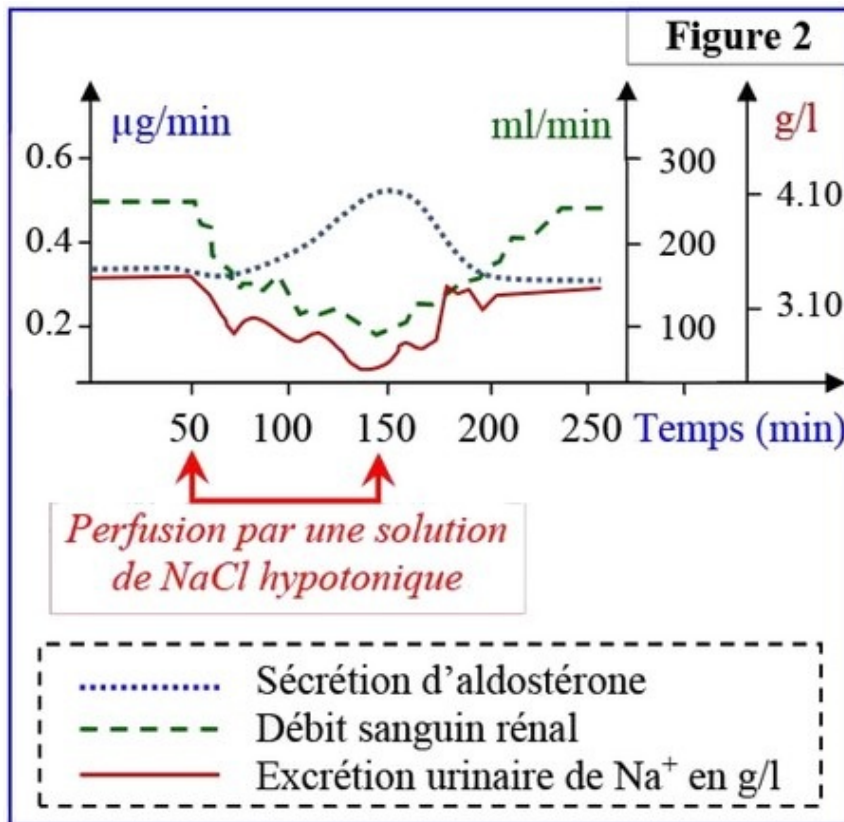 Figure 2
µg/min
ml/min
g/l
0.6
0.4
0.2
300
200
100
4.10
3.10
50 100 150 200 250 Temps (min)
Perfusion par une solution
de NaCl hypotonique
Sécrétion d'aldostérone
Débit sanguin rénal
Excrétion urinaire de Na⁺ en g/l